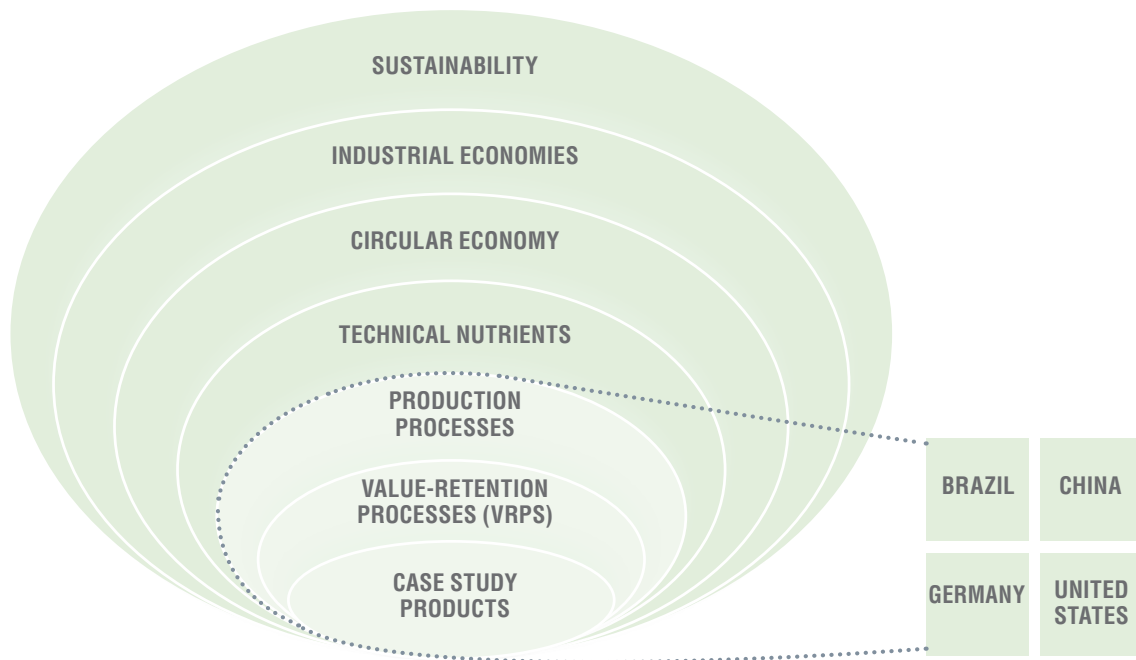 SUSTAINABILITY
INDUSTRIAL ECONOMIES
CIRCULAR ECONOMY
TECHNICAL NUTRIENTS
PRODUCTION
PROCESSES
VALUE-RETENTION
PROCESSES (VRPS)
CASE STUDY
PRODUCTS
BRAZIL
CHINA
GERMANY
UNITED
STATES